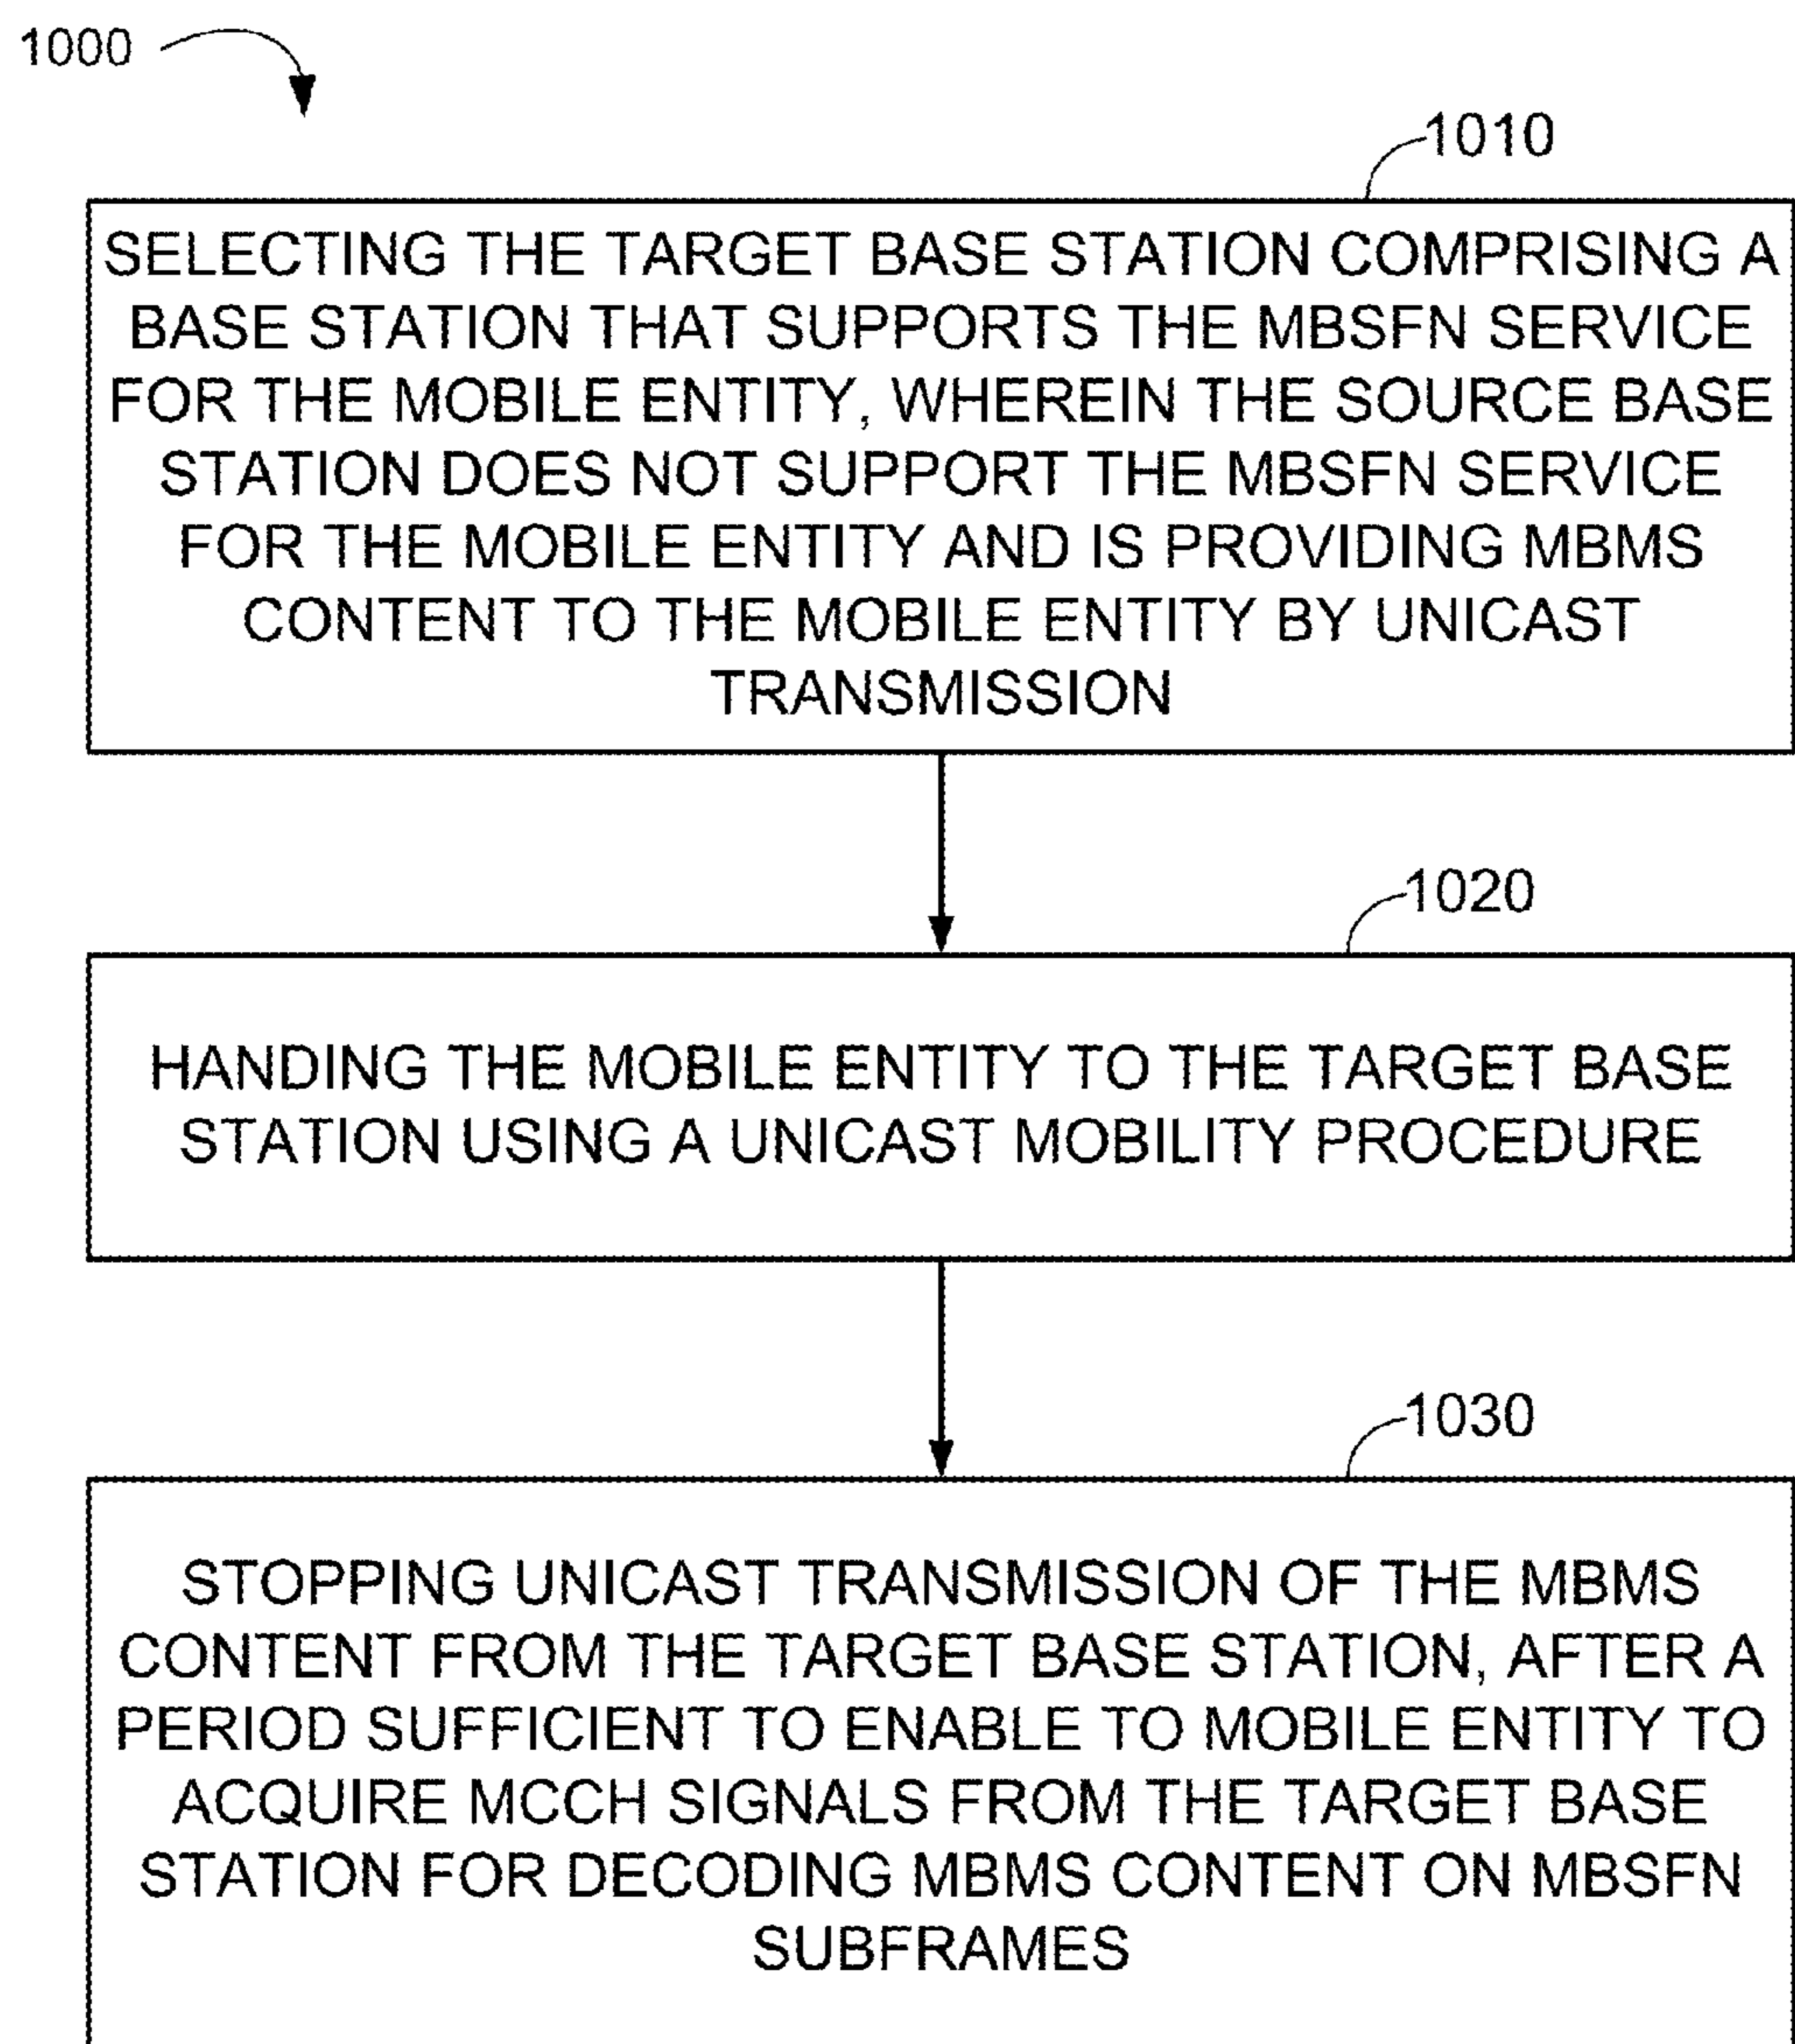 1000
1010
SELECTING THE TARGET BASE STATION COMPRISING A
BASE STATION THAT SUPPORTS THE MBSFN SERVICE
FOR THE MOBILE ENTITY, WHEREIN THE SOURCE BASE
STATION DOES NOT SUPPORT THE MBSFN SERVICE
FOR THE MOBILE ENTITY AND IS PROVIDING MBMS
CONTENT TO THE MOBILE ENTITY BY UNICAST
TRANSMISSION
1020
HANDING THE MOBILE ENTITY TO THE TARGET BASE
STATION USING A UNICAST MOBILITY PROCEDURE
1030
STOPPING UNICAST TRANSMISSION OF THE MBMS
CONTENT FROM THE TARGET BASE STATION, AFTER A
PERIOD SUFFICIENT TO ENABLE TO MOBILE ENTITY TO
ACQUIRE MCCH SIGNALS FROM THE TARGET BASE
STATION FOR DECODING MBMS CONTENT ON MBSFN
SUBFRAMES